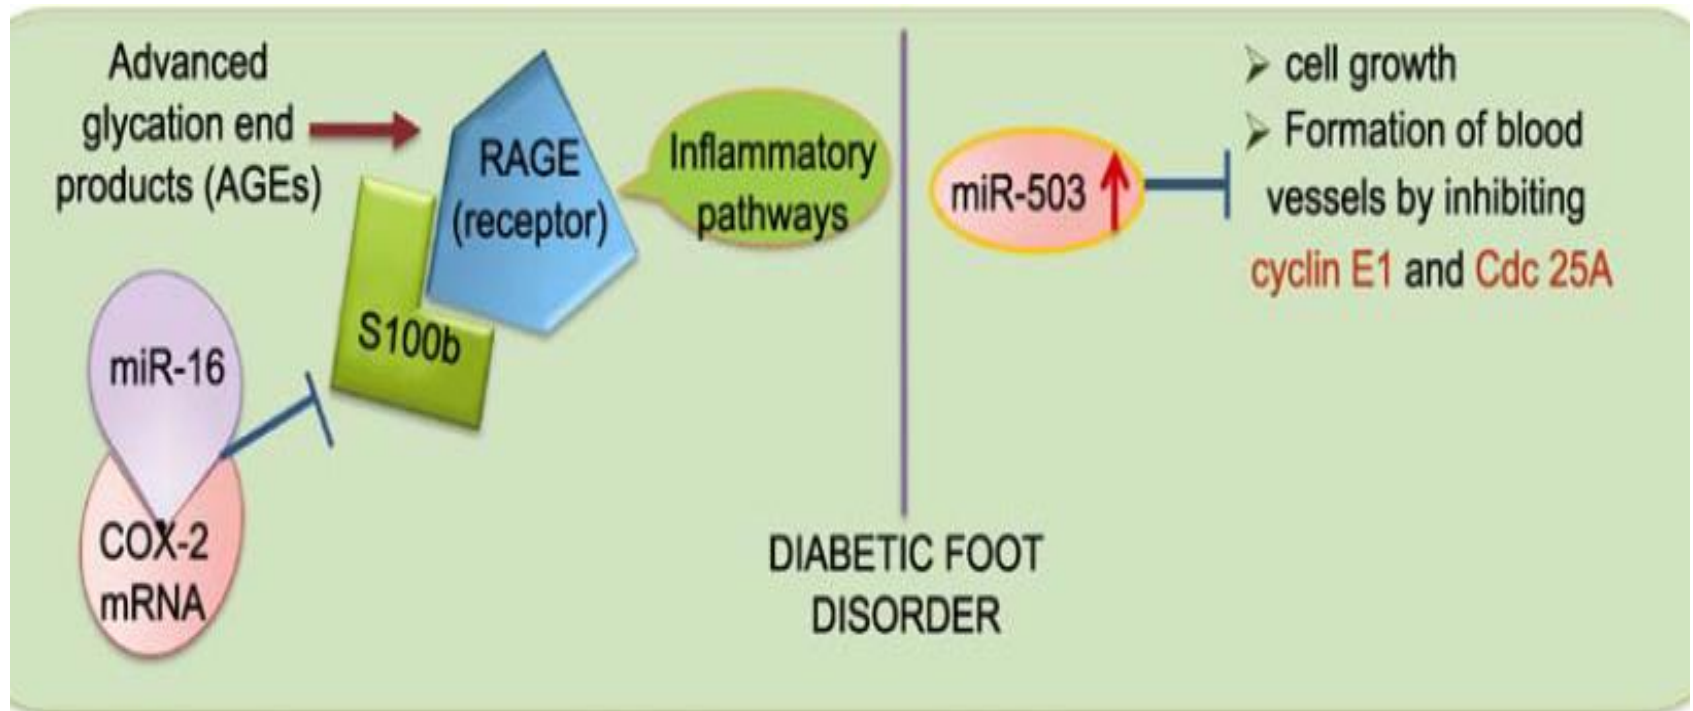 Advanced
glycation end
products (AGEs)
RAGE
(receptor)
Inflammatory
pathways
S100b
miR-16
COX-2
mRNA
miR-503
cell growth
Formation of blood
vessels by inhibiting
cyclin E1 and Cdc 25A
DIABETIC FOOT
DISORDER